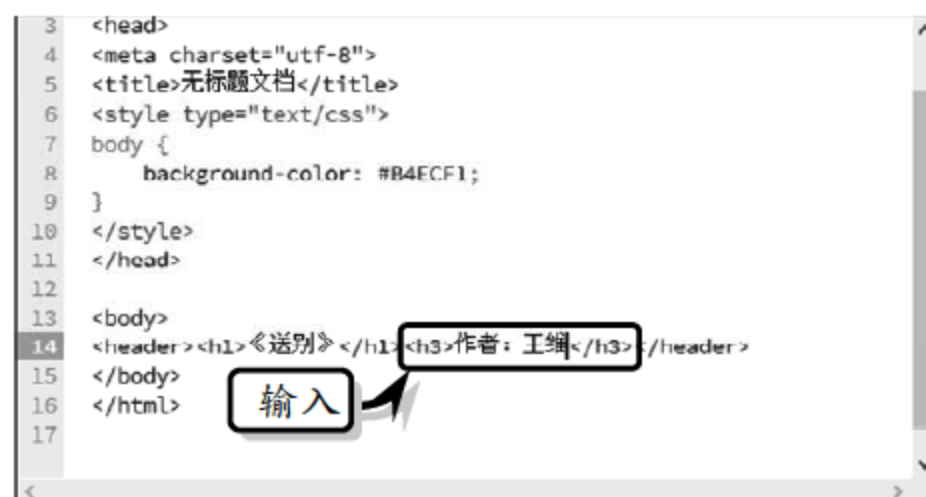 3 <head>
4 <meta charset="utf-8">
5 <title>无标题文档</title>
6 <style type="text/css">
7 body {
8 background-color: #B4ECF1;
9 }
10 </style>
11 </head>
12
13 <body>
14 <header><h1>《送别》</h1><h3>作者：王维</h3></header>
15 </body>
16 </html>
输入
17